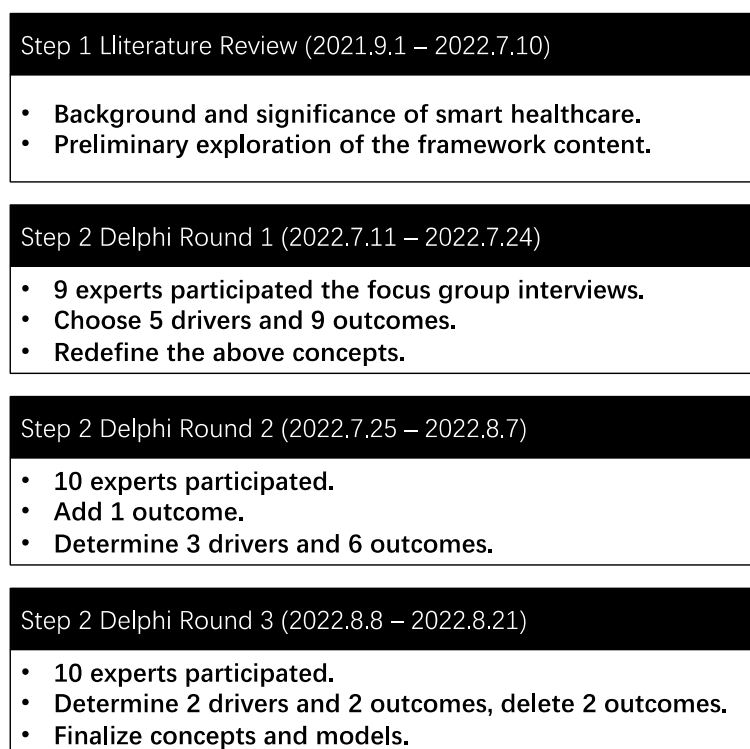 Step 1 Lliterature Review (2021.9.1 – 2022.7.10)
• Background and significance of smart healthcare.
• Preliminary exploration of the framework content.
Step 2 Delphi Round 1 (2022.7.11 – 2022.7.24)
• 9 experts participated the focus group interviews.
• Choose 5 drivers and 9 outcomes.
• Redefine the above concepts.
Step 2 Delphi Round 2 (2022.7.25 – 2022.8.7)
• 10 experts participated.
• Add 1 outcome.
• Determine 3 drivers and 6 outcomes.
Step 2 Delphi Round 3 (2022.8.8 – 2022.8.21)
• 10 experts participated.
• Determine 2 drivers and 2 outcomes, delete 2 outcomes.
• Finalize concepts and models.